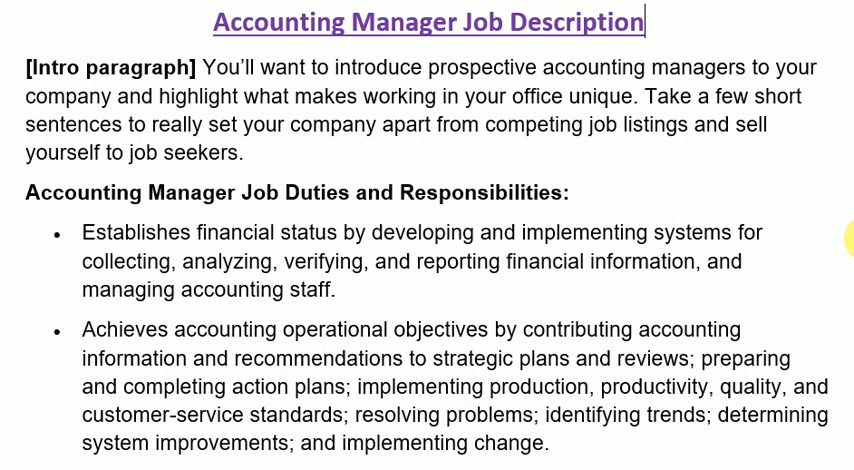 Accounting Manager Job Description
[Intro paragraph] You’ll want to introduce prospective accounting managers to your
company and highlight what makes working in your office unique. Take a few short
sentences to really set your company apart from competing job listings and sell
yourself to job seekers.
Accounting Manager Job Duties and Responsibilities:
• Establishes financial status by developing and implementing systems for
collecting, analyzing, verifying, and reporting financial information, and
managing accounting staff.
• Achieves accounting operational objectives by contributing accounting
information and recommendations to strategic plans and reviews; preparing
and completing action plans; implementing production, productivity, quality, and
customer-service standards; resolving problems; identifying trends; determining
system improvements; and implementing change.